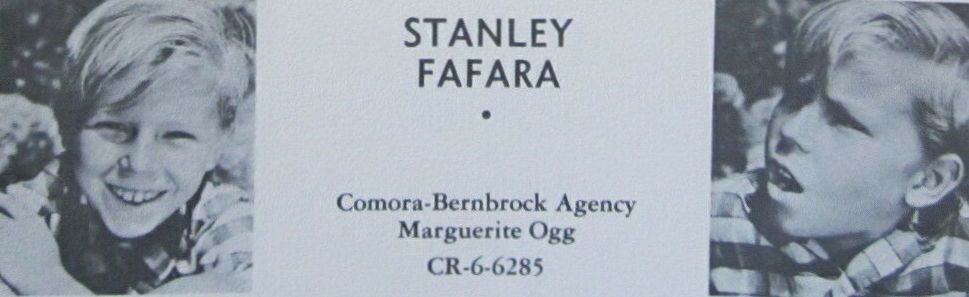 STANLEY
FAFARA
•
Comora-Bernbrock Agency
Marguerite Ogg
CR-6-6285